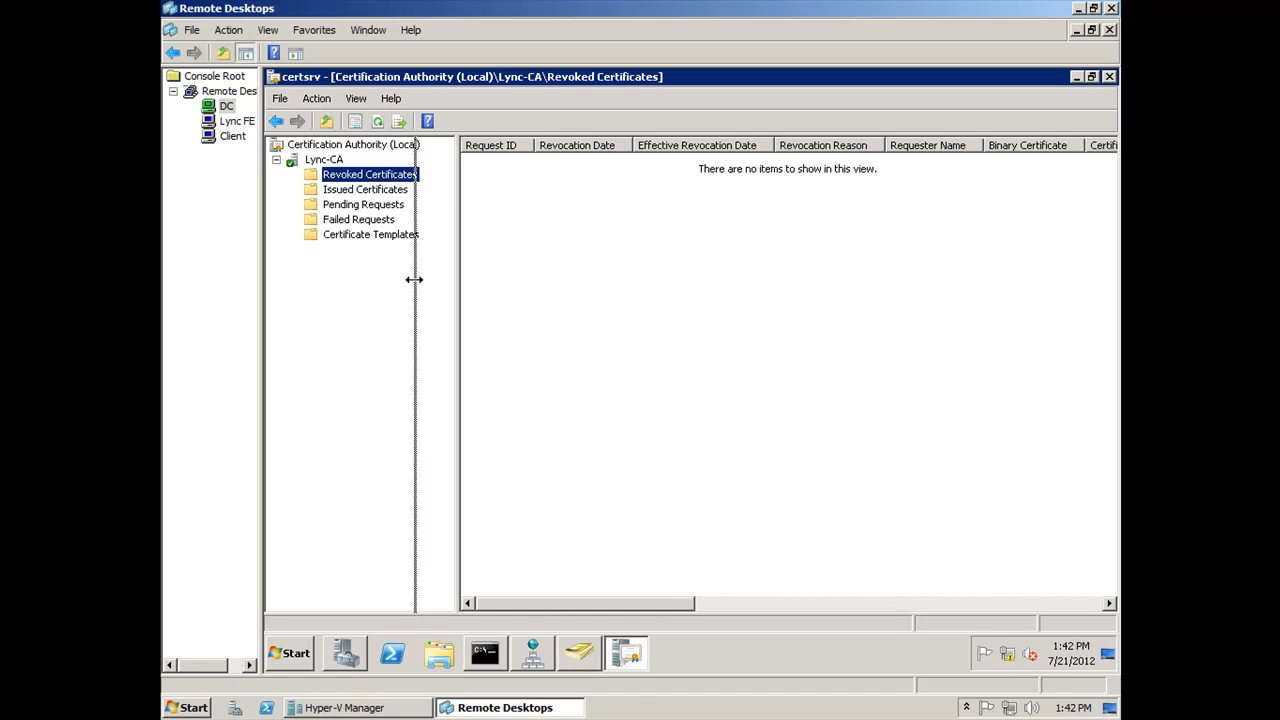 Remote Desktops
File Action View Favorites Window Help
Console Root
Remote Des
DC
Lync FE
Client
certsrv - [Certification Authority (Local)\Lync-CA\Revoked Certificates]
File Action View Help
Certification Authority (Local)
Lync-CA
Revoked Certificates
Issued Certificates
Pending Requests
Failed Requests
Certificate Templates
Request ID Revocation Date Effective Revocation Date Revocation Reason Requester Name Binary Certificate Certifi
There are no items to show in this view.
Start
C:\_
1:42 PM
7/21/2012
Start Hyper-V Manager Remote Desktops 1:42 PM